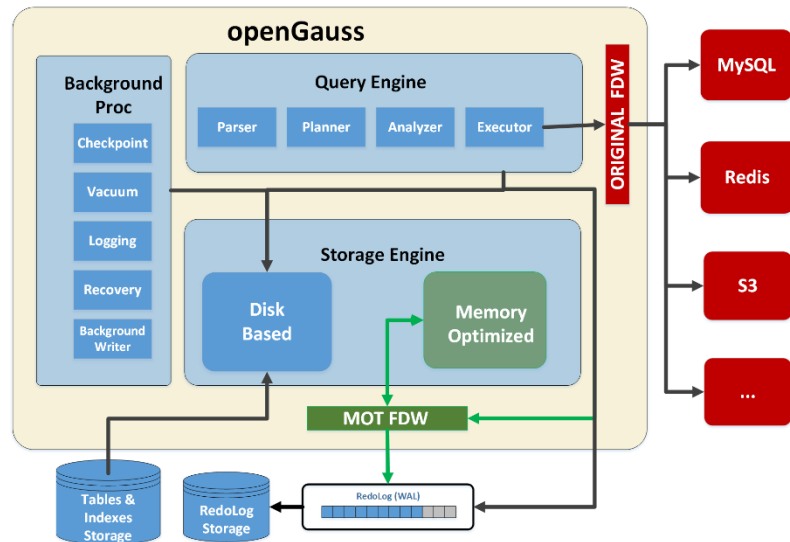 openGauss
Background
Proc
Checkpoint
Vacuum
Logging
Recovery
Background
Writer
Query Engine
Parser
Planner
Analyzer
Executor
ORIGINAL FDW
MySQL
Redis
S3
...
Storage Engine
Disk
Based
Memory
Optimized
MOT FDW
Tables &
Indexes
Storage
RedoLog
Storage
RedoLog (WAL)